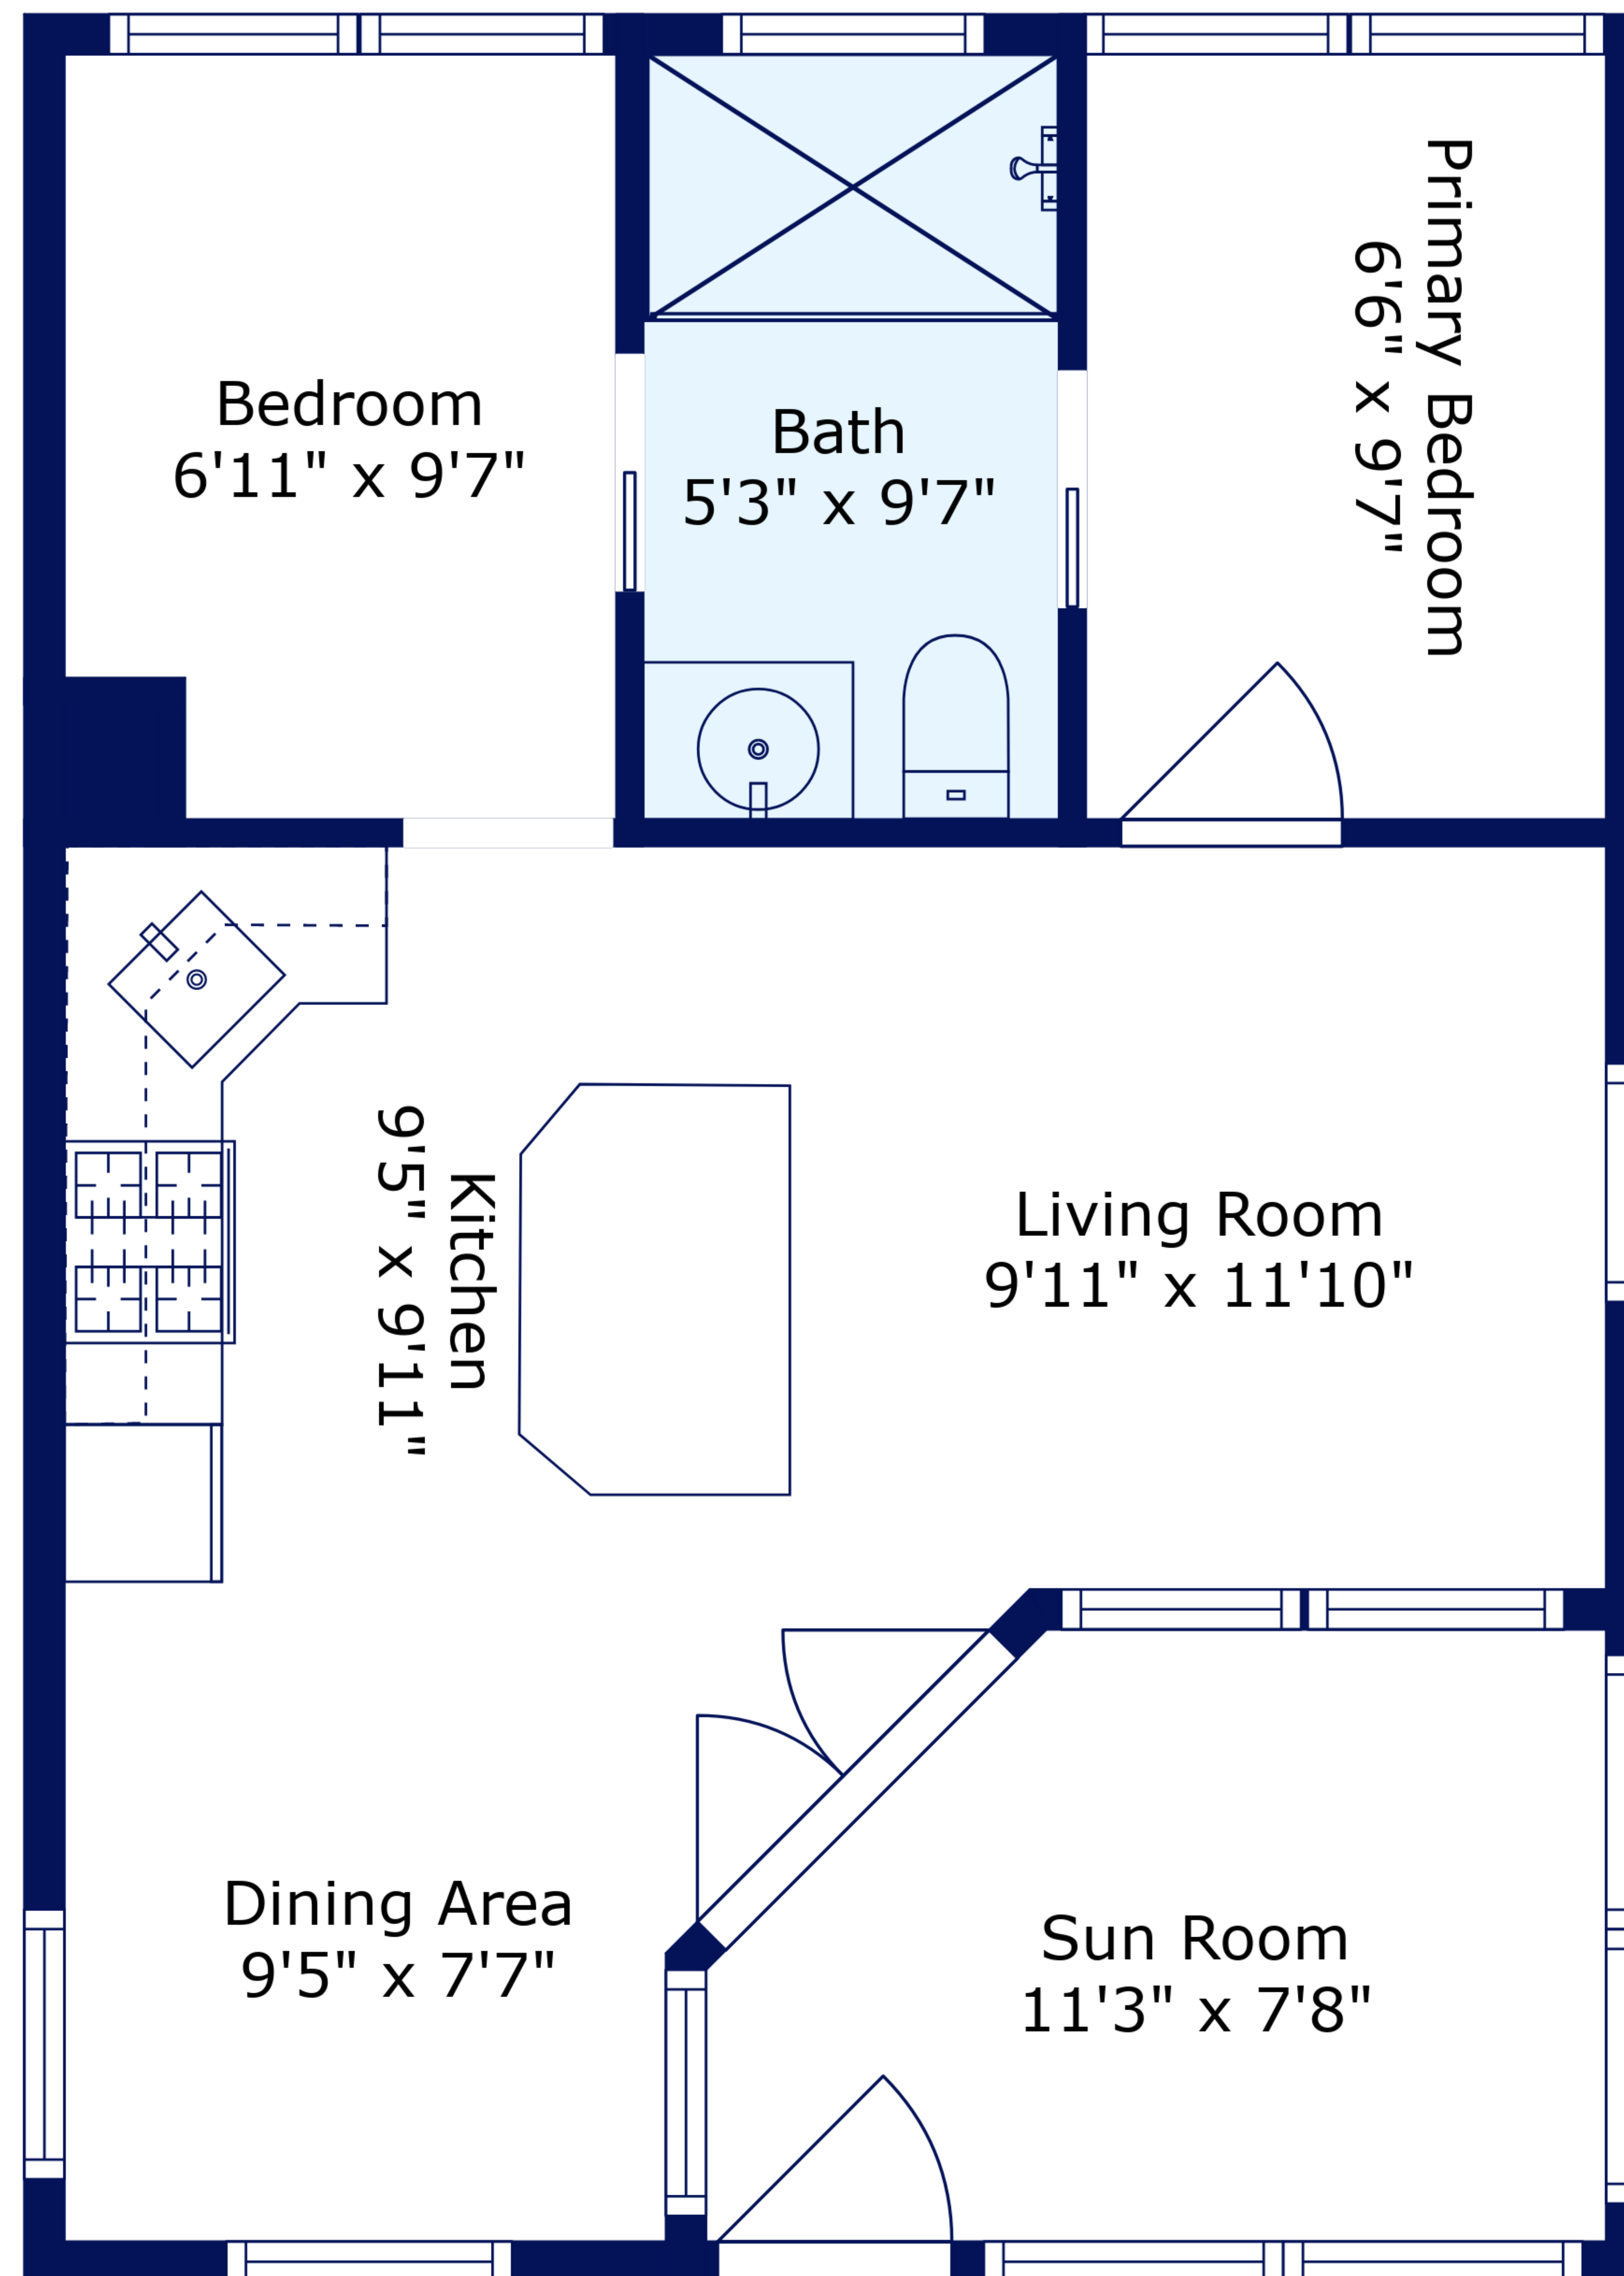 Bedroom
6'11" x 9'7"
Bath
5'3" x 9'7"
Primary Bedroom
6'6" x 9'7"
Kitchen
9'5" x 9'11"
Living Room
9'11" x 11'10"
Dining Area
9'5" x 7'7"
Sun Room
11'3" x 7'8"